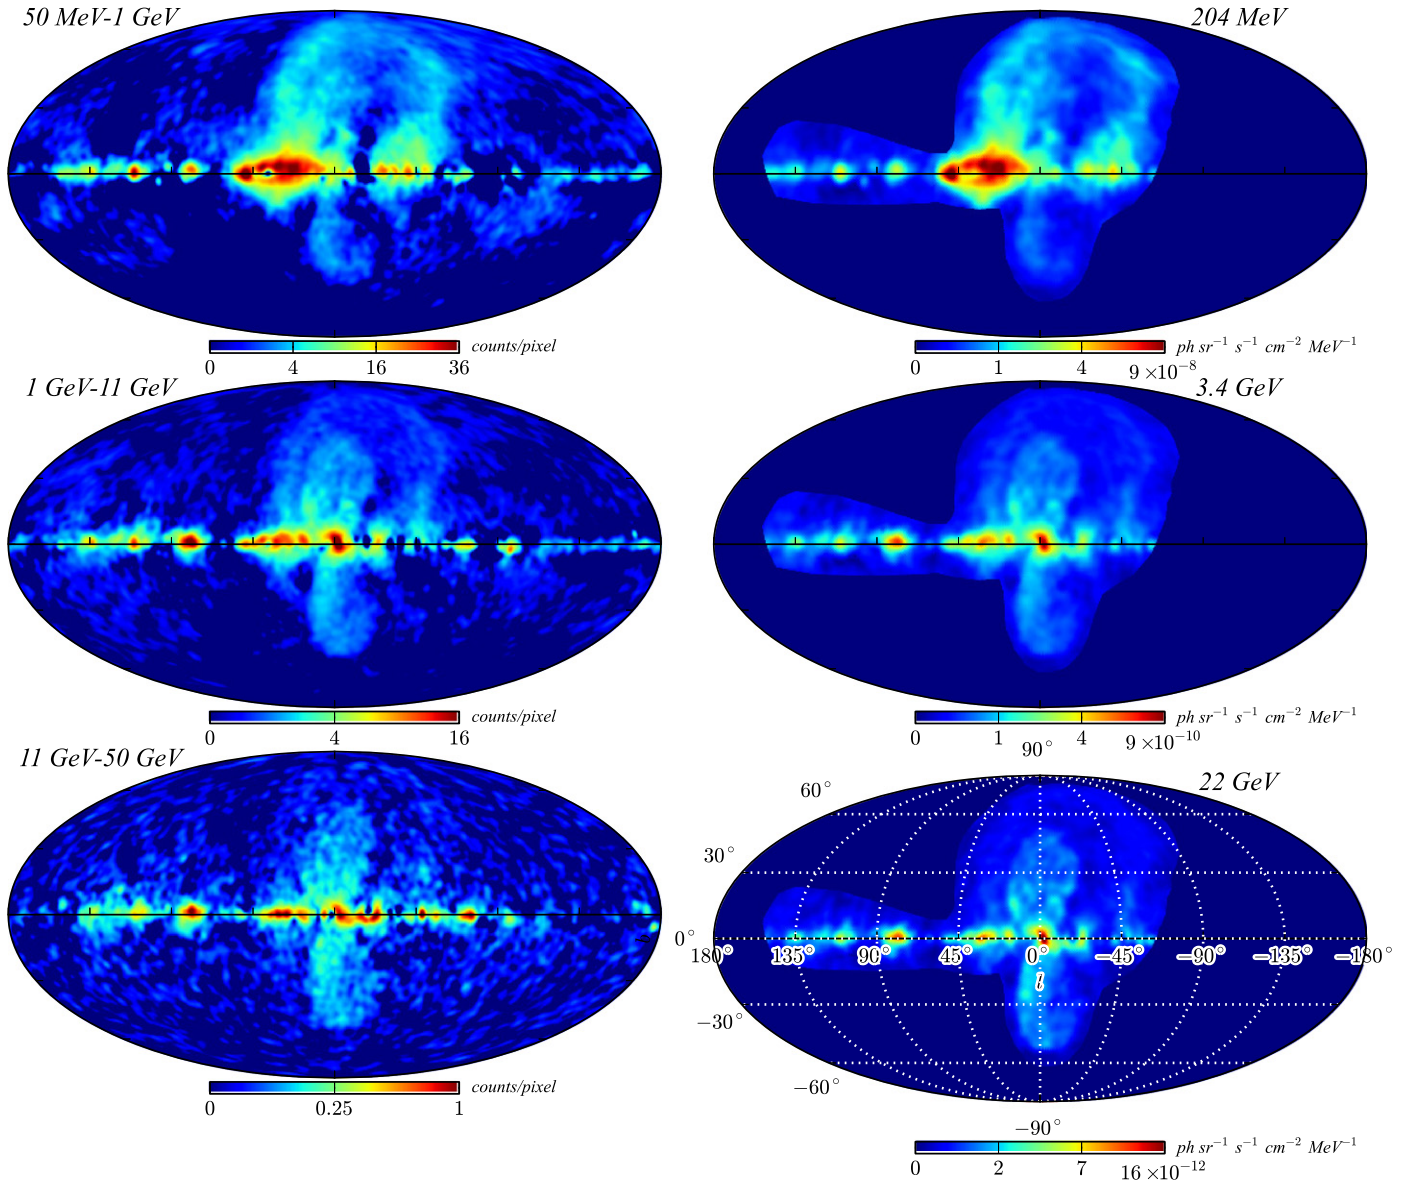 50 MeV-1 GeV
204 MeV
0 4 16 36 counts/pixel
0 1 4 9 ×10⁻⁸ ph sr⁻¹ s⁻¹ cm⁻² MeV⁻¹
1 GeV-11 GeV
3.4 GeV
0 4 16 counts/pixel
0 1 4 9 ×10⁻¹⁰ ph sr⁻¹ s⁻¹ cm⁻² MeV⁻¹
11 GeV-50 GeV
90°
22 GeV
60°
30°
0°
180° 135° 90° 45° 0° −45° −90° −135° −180°
l
−30°
−60°
0 0.25 1 counts/pixel
−90°
0 2 7 16 ×10⁻¹² ph sr⁻¹ s⁻¹ cm⁻² MeV⁻¹